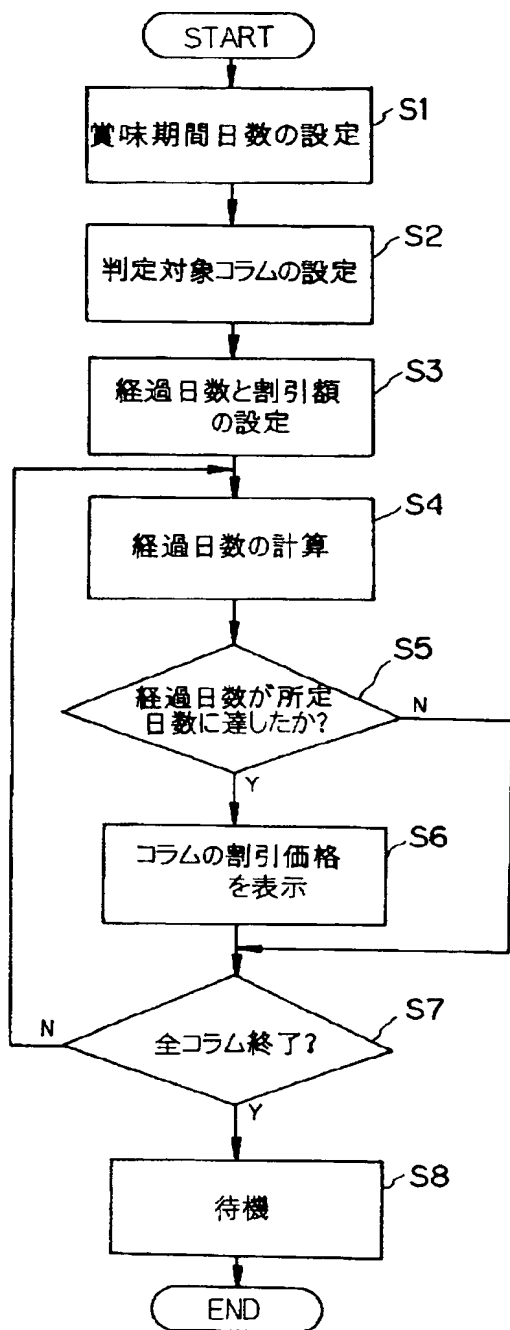 START
S1
賞味期間日数の設定
S2
判定対象コラムの設定
S3
経過日数と割引額
の設定
S4
経過日数の計算
S5
経過日数が所定
日数に達したか?
N
Y
S6
コラムの割引価格
を表示
S7
N
全コラム終了?
Y
S8
待機
END